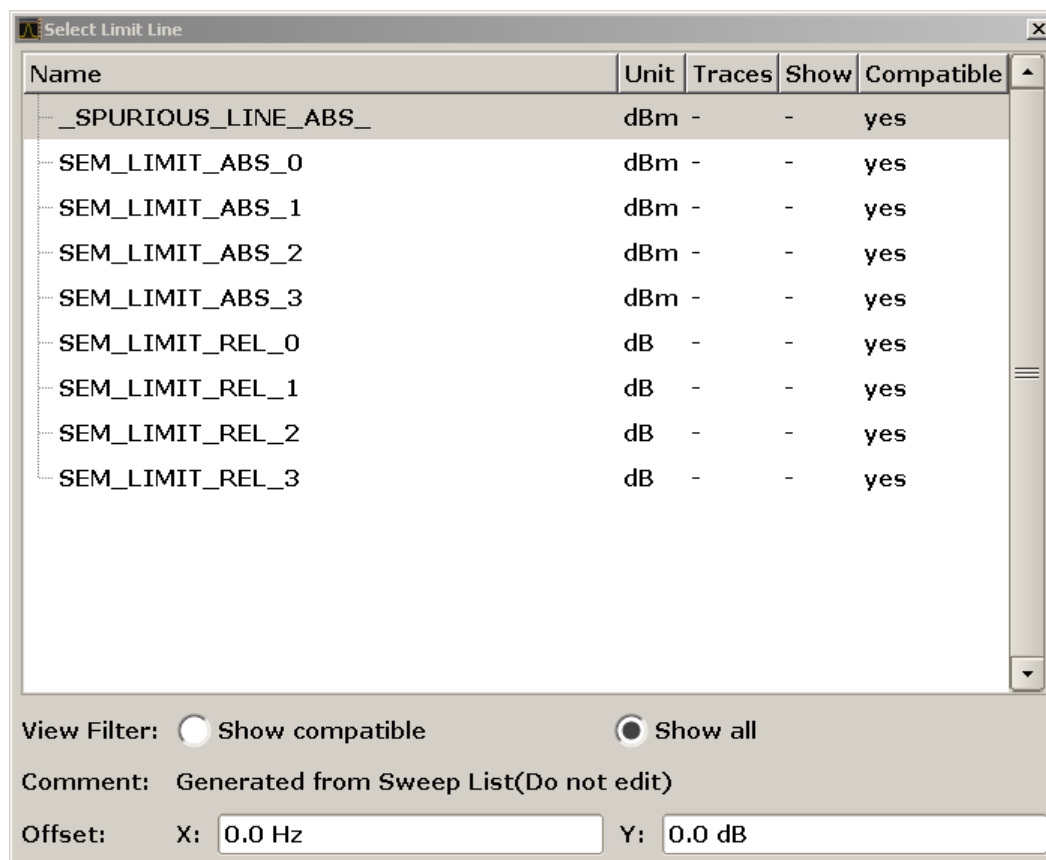 Select Limit Line
Name Unit Traces Show Compatible
_SPURIOUS_LINE_ABS_ dBm - - yes
SEM_LIMIT_ABS_0 dBm - - yes
SEM_LIMIT_ABS_1 dBm - - yes
SEM_LIMIT_ABS_2 dBm - - yes
SEM_LIMIT_ABS_3 dBm - - yes
SEM_LIMIT_REL_0 dB - - yes
SEM_LIMIT_REL_1 dB - - yes
SEM_LIMIT_REL_2 dB - - yes
SEM_LIMIT_REL_3 dB - - yes
View Filter: Show compatible Show all
Comment: Generated from Sweep List(Do not edit)
Offset: X: 0.0 Hz Y: 0.0 dB